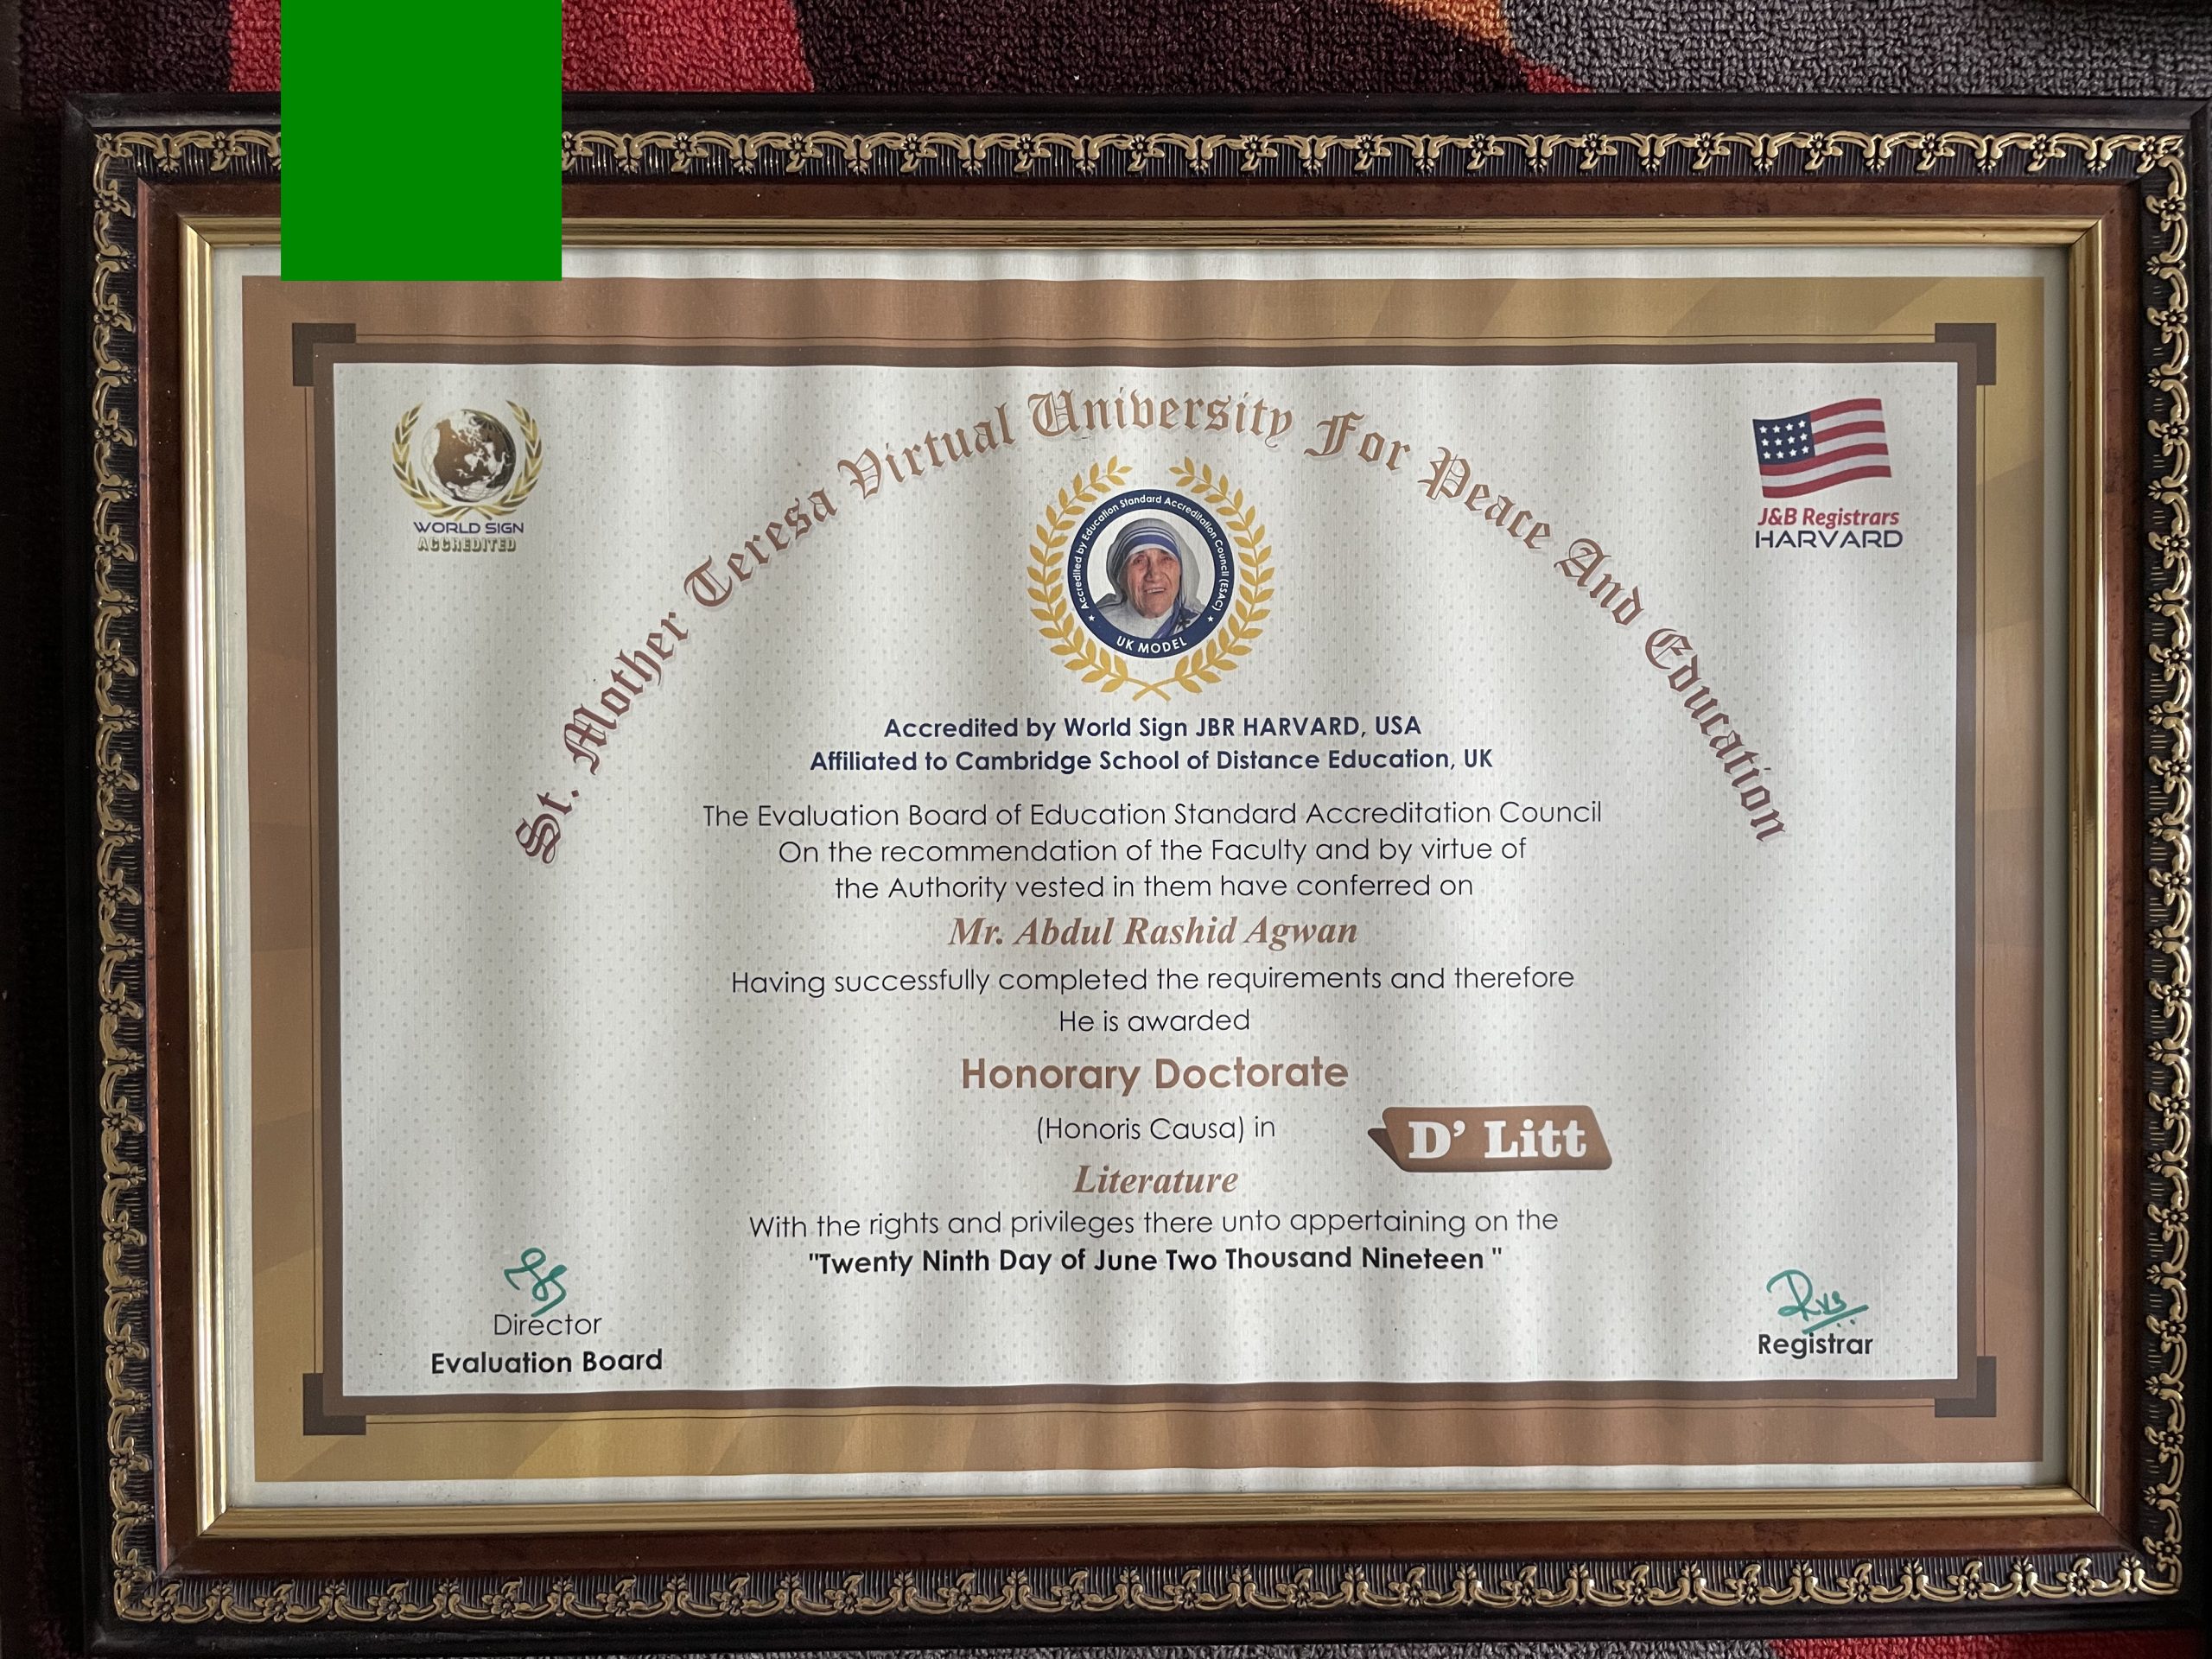 St. Mother Teresa Virtual University For Peace And Education
WORLD SIGN
ACCREDITED
J&B Registrars
HARVARD
Accredited by Education Standard Accreditation Council (ESAC)
UK MODEL
Accredited by World Sign JBR HARVARD, USA
Affiliated to Cambridge School of Distance Education, UK
The Evaluation Board of Education Standard Accreditation Council
On the recommendation of the Faculty and by virtue of
the Authority vested in them have conferred on
Mr. Abdul Rashid Agwan
Having successfully completed the requirements and therefore
He is awarded
Honorary Doctorate
(Honoris Causa) in
D' Litt
Literature
With the rights and privileges there unto appertaining on the
"Twenty Ninth Day of June Two Thousand Nineteen "
Director
Evaluation Board
Registrar